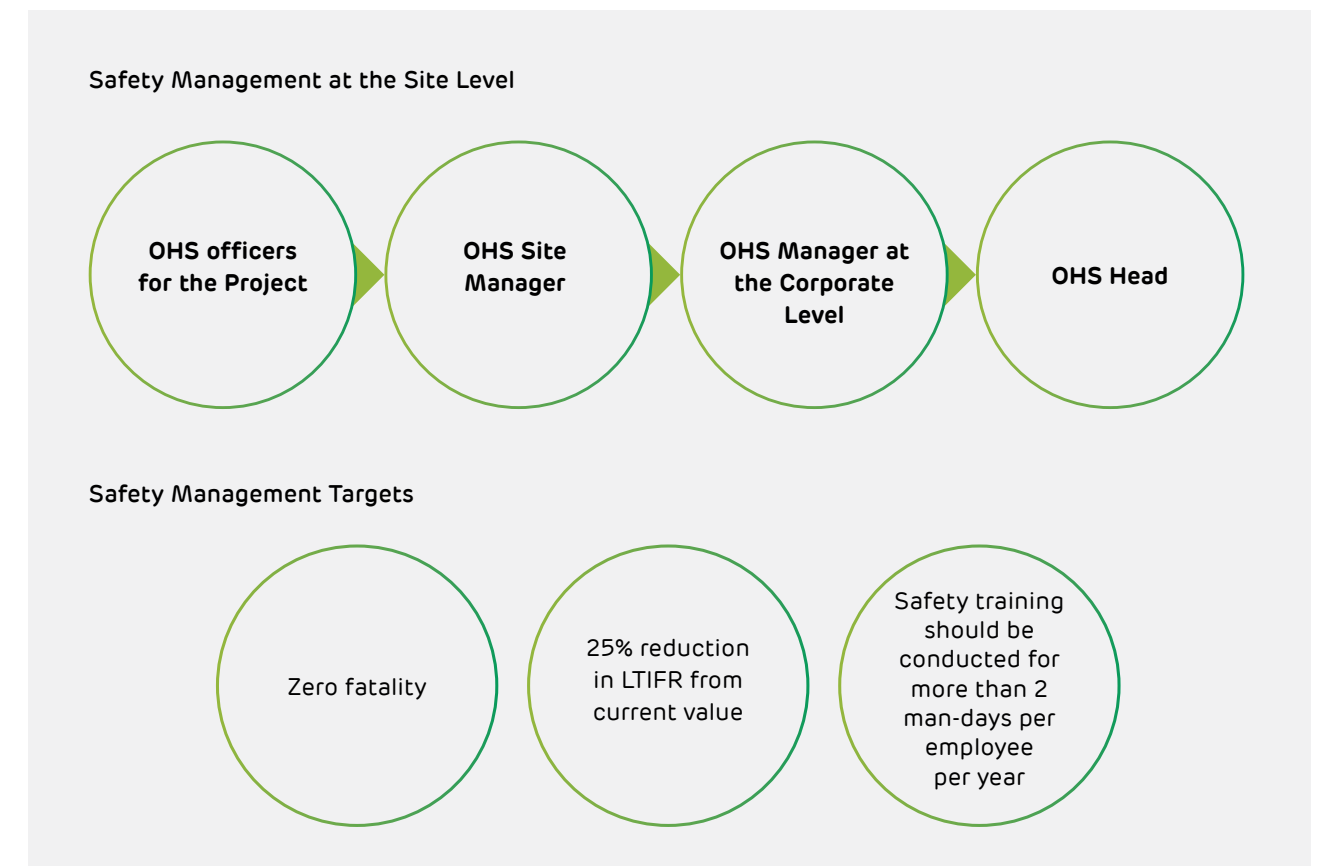 Safety Management at the Site Level
OHS officers
for the Project
OHS Site
Manager
OHS Manager at
the Corporate
Level
OHS Head
Safety Management Targets
Zero fatality
25% reduction
in LTIFR from
current value
Safety training
should be
conducted for
more than 2
man-days per
employee
per year